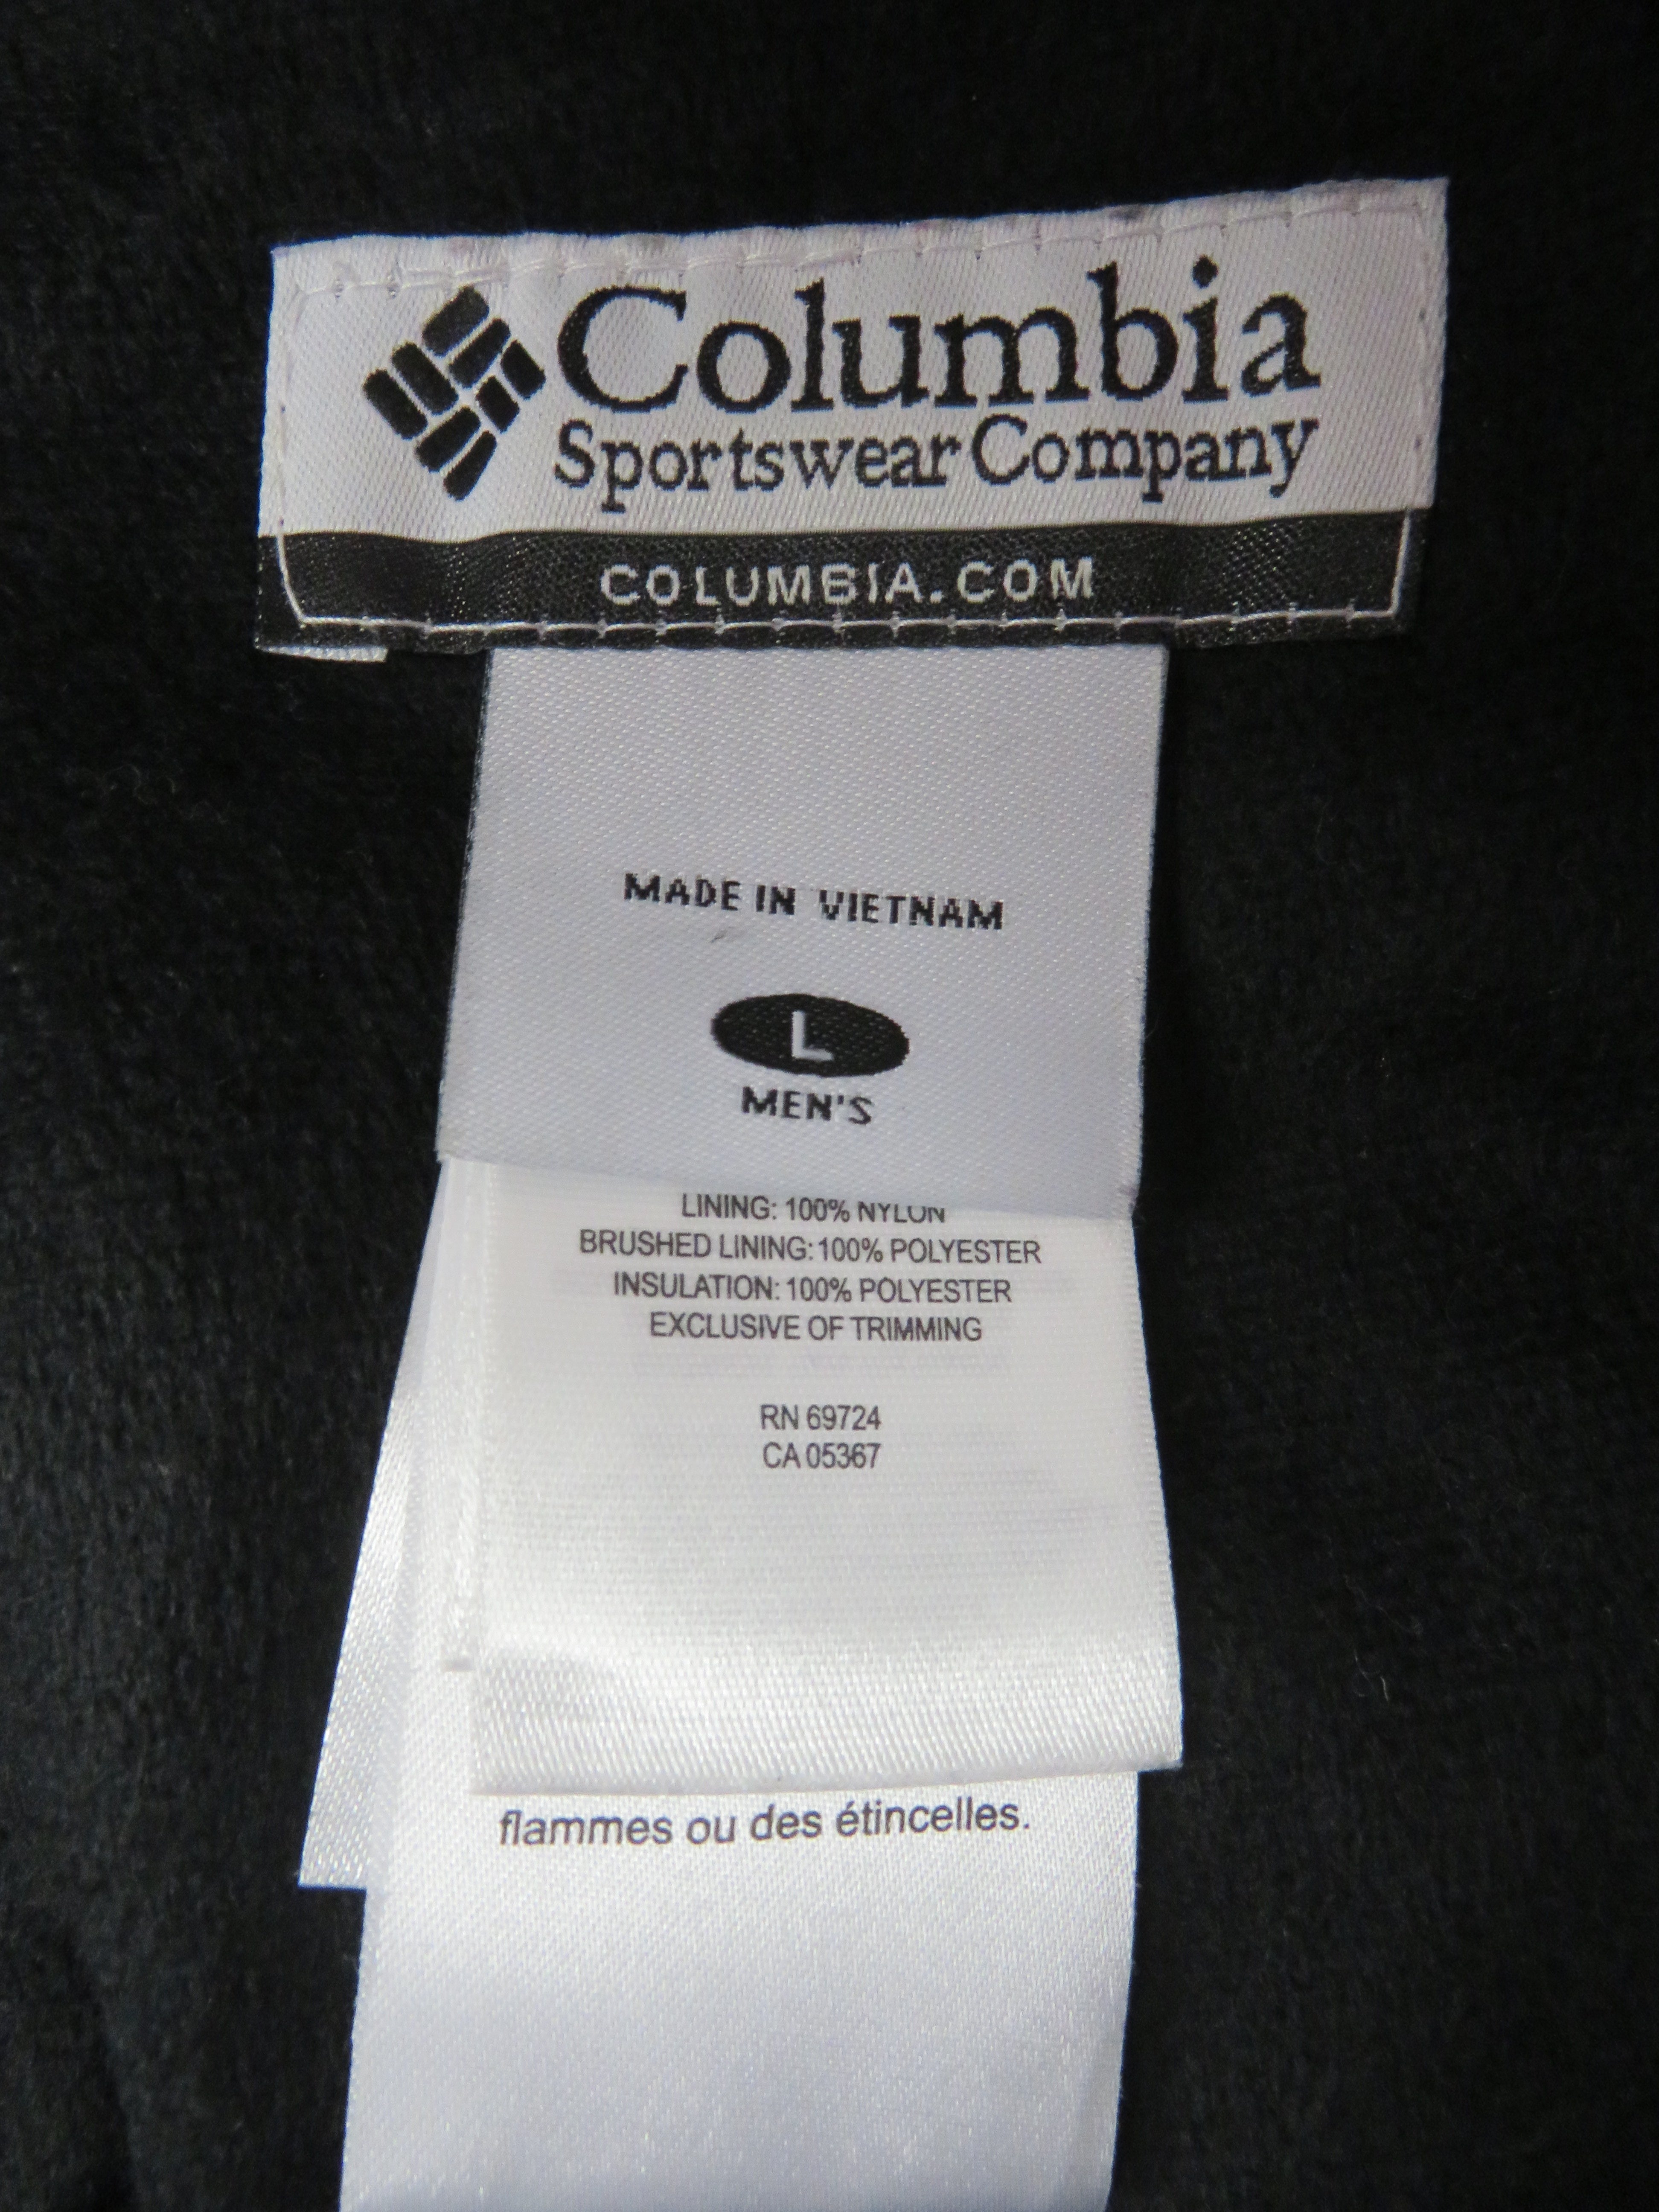 Columbia
Sportswear Company
COLUMBIA.COM
MADE IN VIETNAM
L
MEN'S
LINING: 100% NYLON
BRUSHED LINING: 100% POLYESTER
INSULATION: 100% POLYESTER
EXCLUSIVE OF TRIMMING
RN 69724
CA 05367
flammes ou des étincelles.